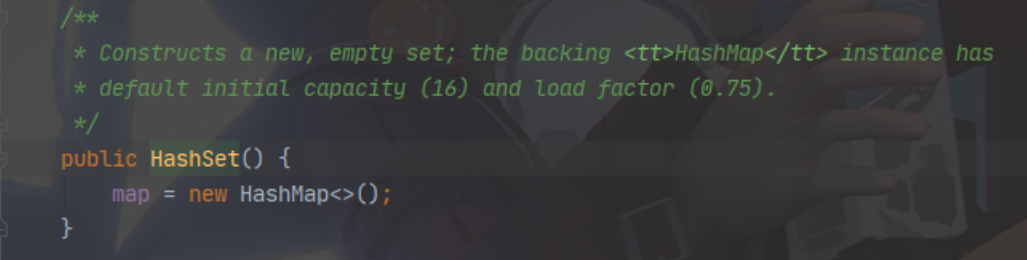 /**
 * Constructs a new, empty set; the backing <tt>HashMap</tt> instance has
 * default initial capacity (16) and load factor (0.75).
 */
public HashSet() {
    map = new HashMap<>();
}